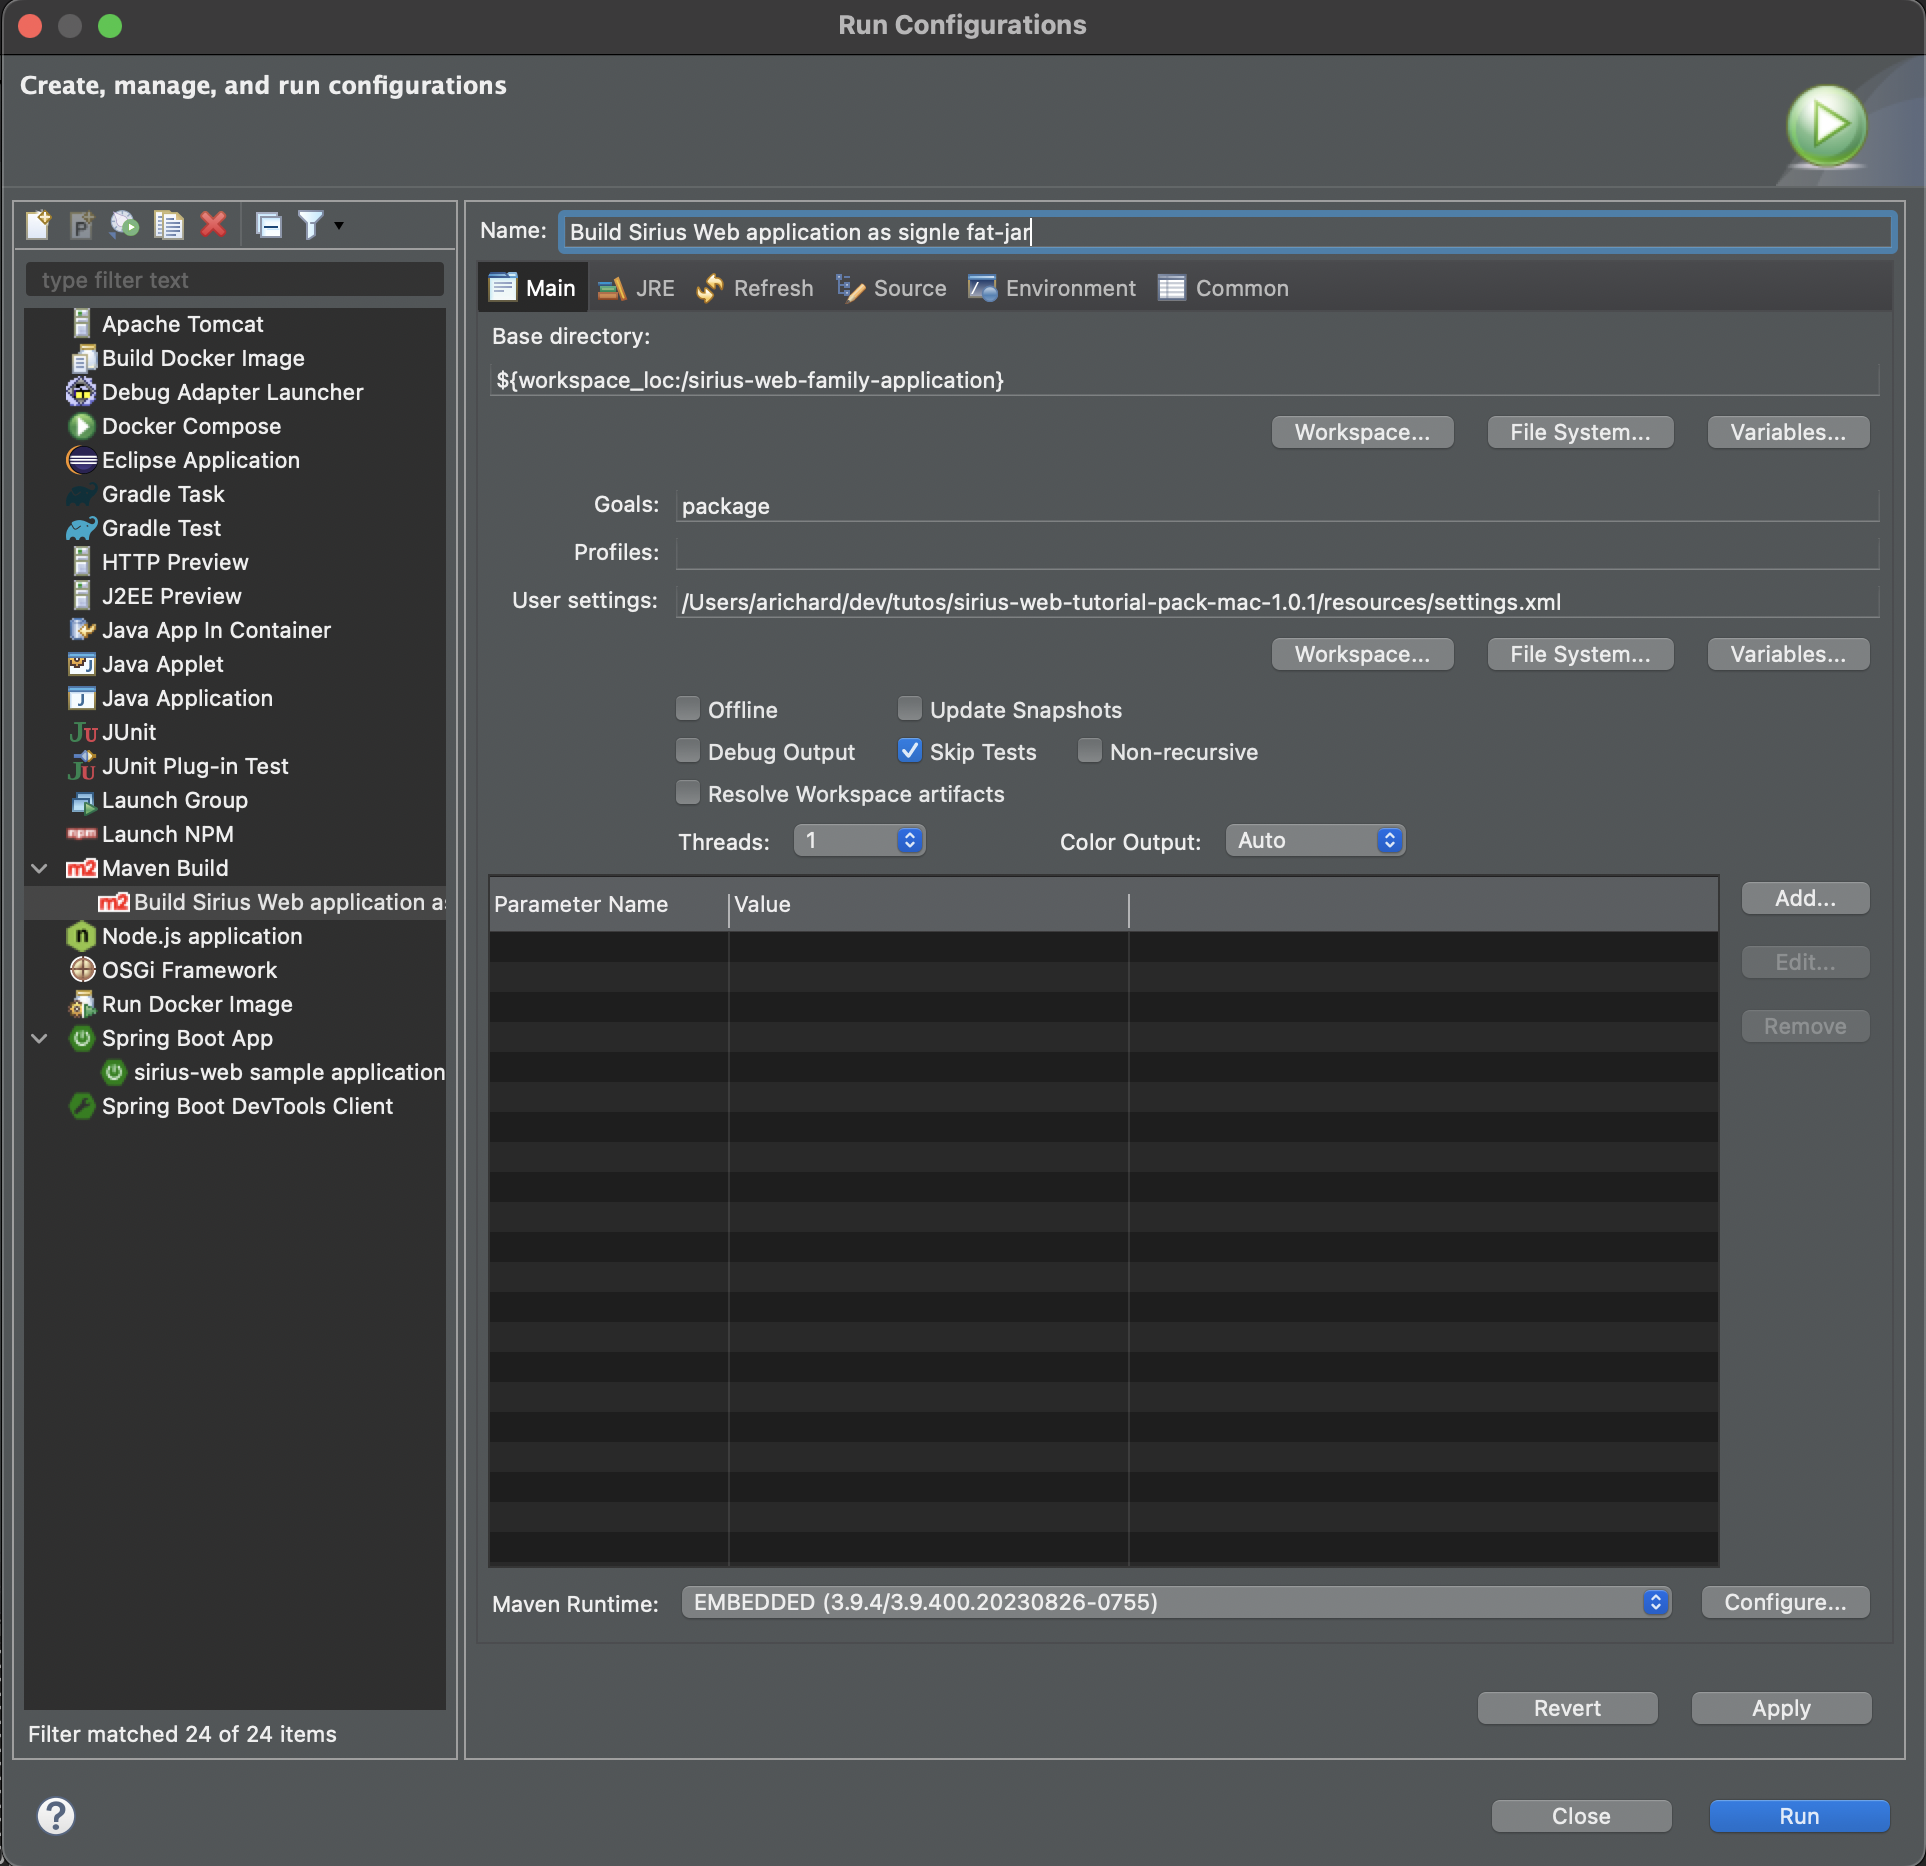 Run Configurations
Create, manage, and run configurations
type filter text
Apache Tomcat
Build Docker Image
Debug Adapter Launcher
Docker Compose
Eclipse Application
Gradle Task
Gradle Test
HTTP Preview
J2EE Preview
Java App In Container
Java Applet
Java Application
JUnit
JUnit Plug-in Test
Launch Group
Launch NPM
Maven Build
Build Sirius Web application a
Node.js application
OSGi Framework
Run Docker Image
Spring Boot App
sirius-web sample application
Spring Boot DevTools Client
Filter matched 24 of 24 items
Name: Build Sirius Web application as signle fat-jar
Main JRE Refresh Source Environment Common
Base directory:
${workspace_loc:/sirius-web-family-application}
Workspace... File System... Variables...
Goals: package
Profiles:
User settings: /Users/arichard/dev/tutos/sirius-web-tutorial-pack-mac-1.0.1/resources/settings.xml
Workspace... File System... Variables...
Offline Update Snapshots
Debug Output Skip Tests Non-recursive
Resolve Workspace artifacts
Threads: 1 Color Output: Auto
Parameter Name Value
Add...
Edit...
Remove
Maven Runtime: EMBEDDED (3.9.4/3.9.400.20230826-0755) Configure...
Revert Apply
Close Run